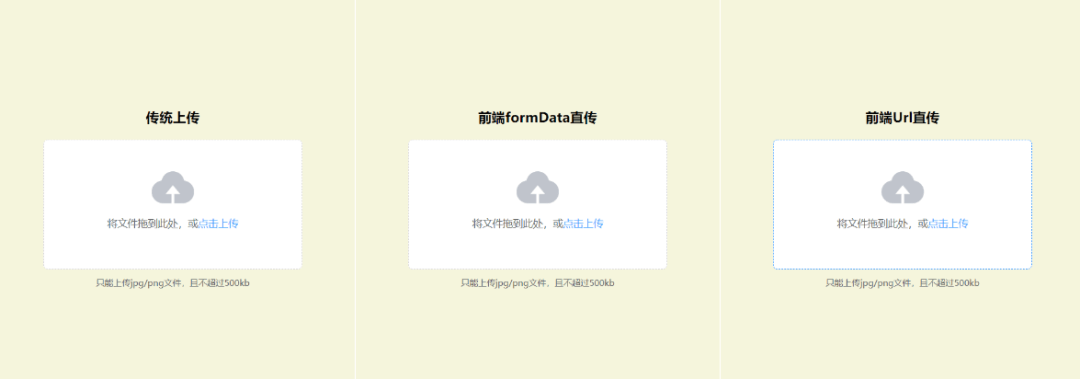 传统上传
将文件拖到此处，或点击上传
只能上传jpg/png文件，且不超过500kb
前端formData直传
将文件拖到此处，或点击上传
只能上传jpg/png文件，且不超过500kb
前端Url直传
将文件拖到此处，或点击上传
只能上传jpg/png文件，且不超过500kb